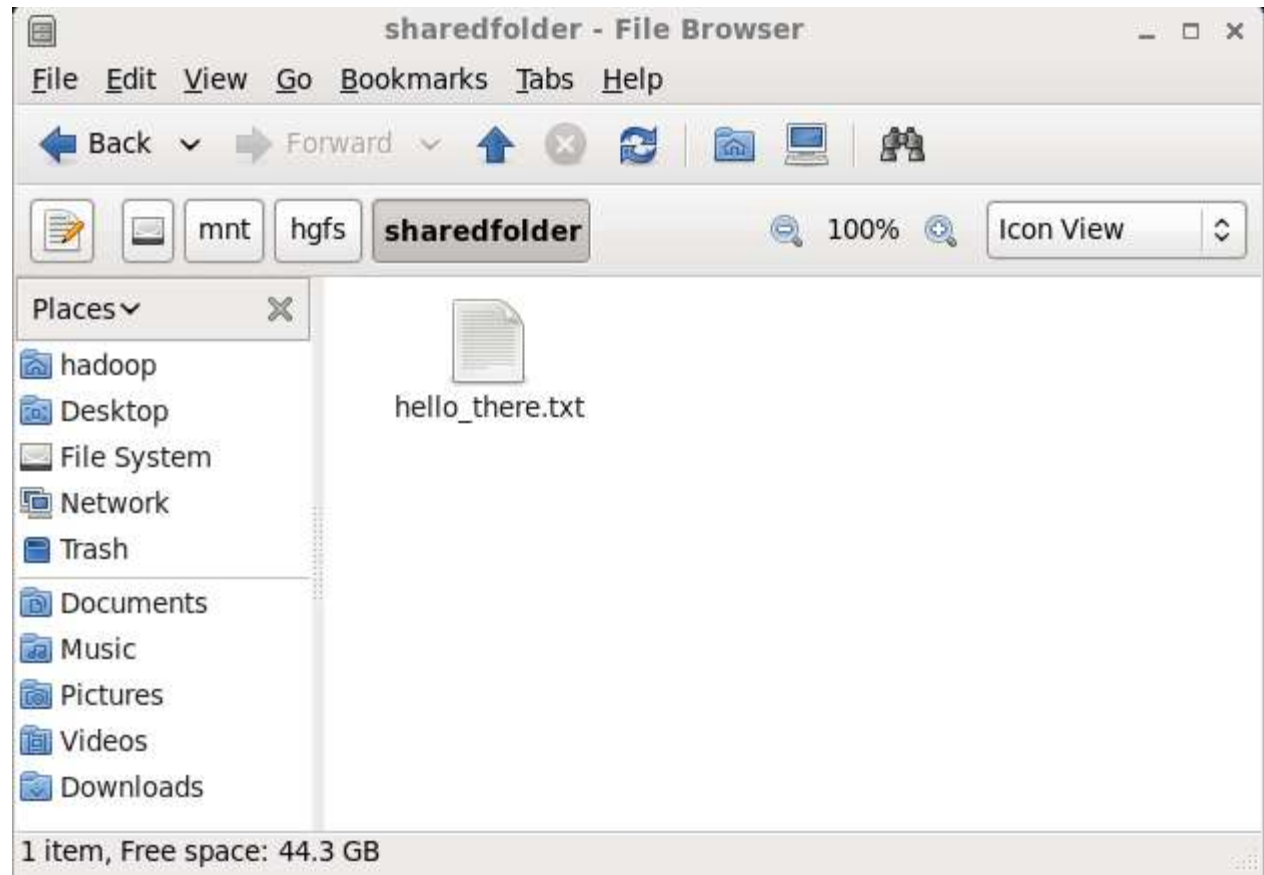 sharedfolder - File Browser
File Edit View Go Bookmarks Tabs Help
Back Forward
mnt hgfs sharedfolder 100% Icon View
Places
hadoop
Desktop
File System
Network
Trash
Documents
Music
Pictures
Videos
Downloads
hello_there.txt
1 item, Free space: 44.3 GB